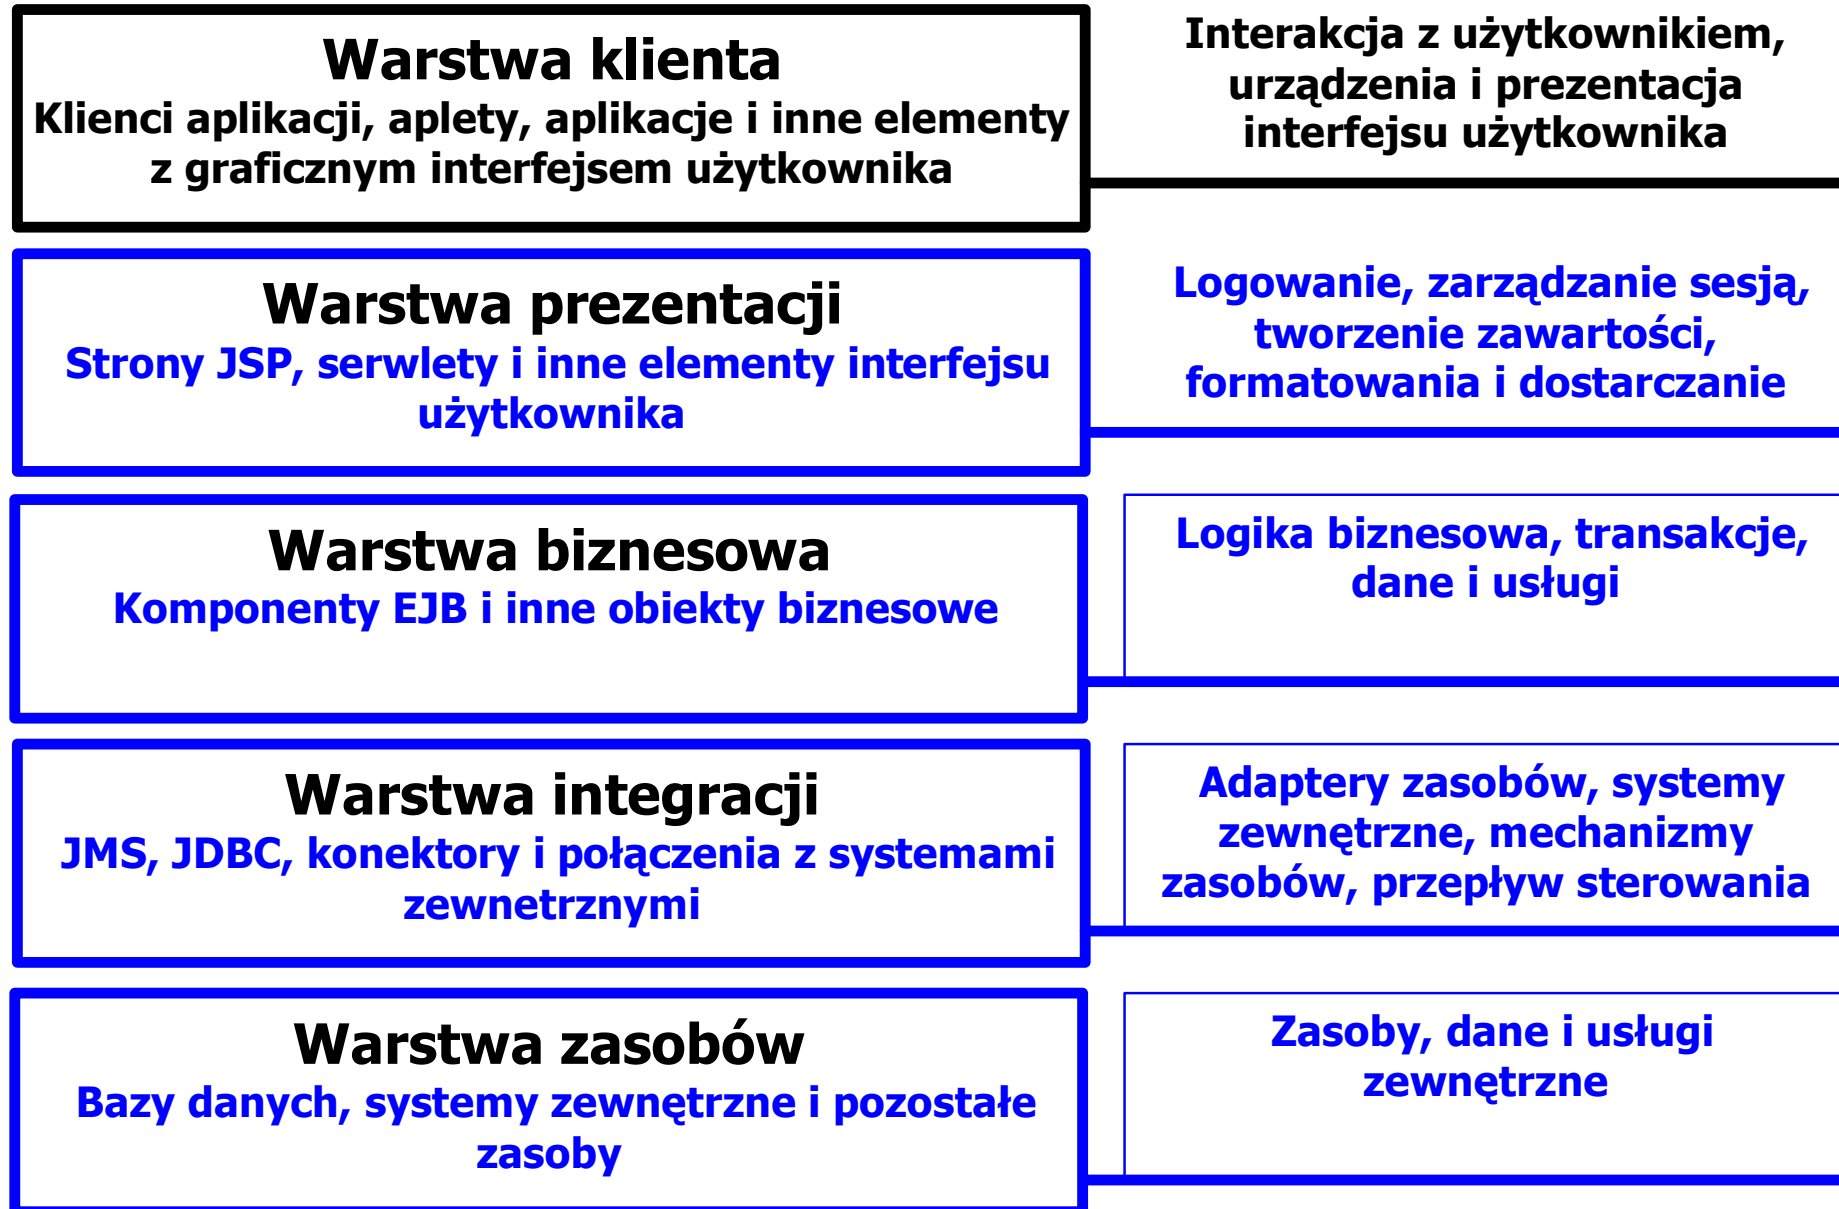 Warstwa klienta
Klienci aplikacji, aplety, aplikacje i inne elementy
z graficznym interfejsem użytkownika
Interakcja z użytkownikiem,
urządzenia i prezentacja
interfejsu użytkownika
Warstwa prezentacji
Strony JSP, serwlety i inne elementy interfejsu
użytkownika
Logowanie, zarządzanie sesją,
tworzenie zawartości,
formatowania i dostarczanie
Warstwa biznesowa
Komponenty EJB i inne obiekty biznesowe
Logika biznesowa, transakcje,
dane i usługi
Warstwa integracji
JMS, JDBC, konektory i połączenia z systemami
zewnetrznymi
Adaptery zasobów, systemy
zewnętrzne, mechanizmy
zasobów, przepływ sterowania
Warstwa zasobów
Bazy danych, systemy zewnętrzne i pozostałe
zasoby
Zasoby, dane i usługi
zewnętrzne